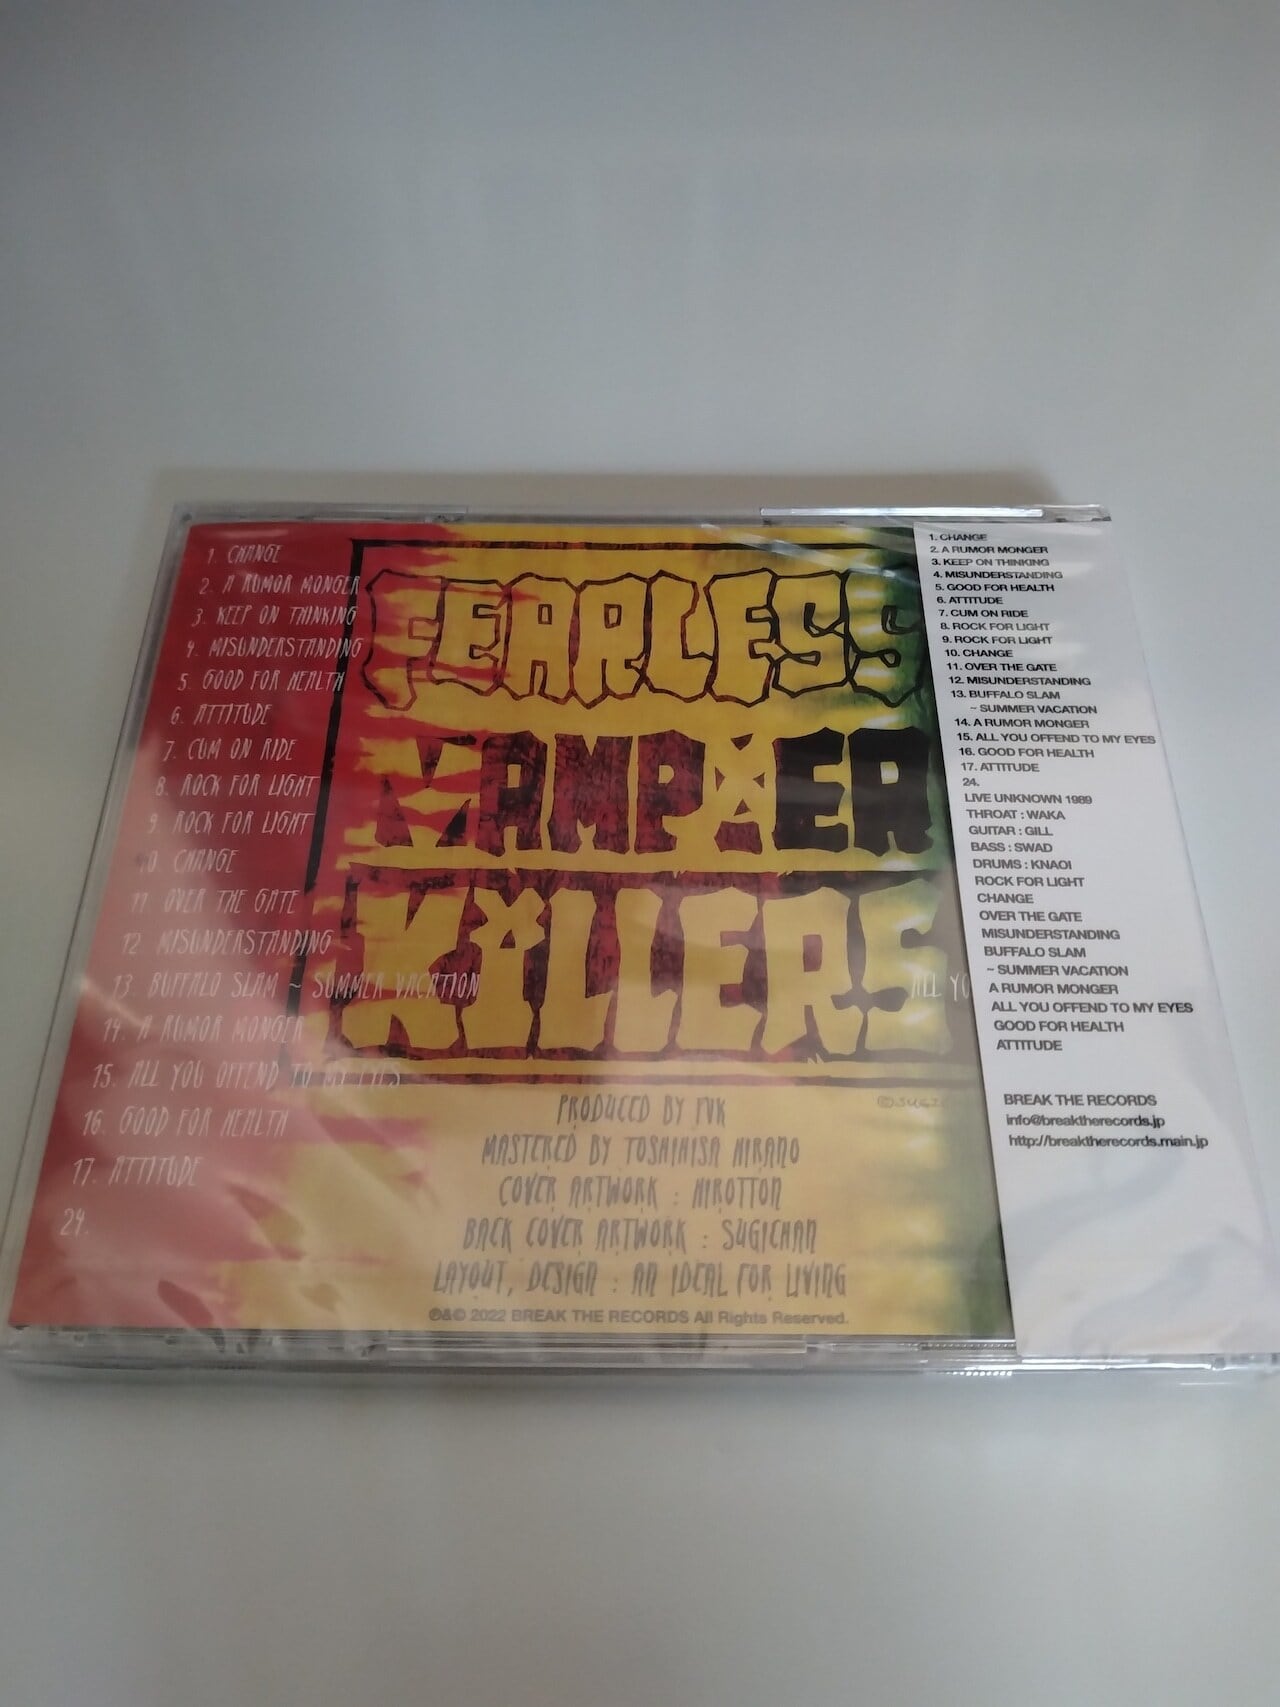 1. CHANGE
2. A RUMOR MONGER
3. KEEP ON THINKING
4. MISUNDERSTANDING
5. GOOD FOR HEALTH
6. ATTITUDE
7. CUM ON RIDE
8. ROCK FOR LIGHT
9. ROCK FOR LIGHT
10. CHANGE
11. OVER THE GATE
12. MISUNDERSTANDING
13. BUFFALO SLAM ~ SUMMER VACATION
14. A RUMOR MONGER
15. ALL YOU OFFEND TO MY EYES
16. GOOD FOR HEALTH
17. ATTITUDE
24.
FEARLESS
VAMPIER
KILLERS
ALL YO
PRODUCED BY FVK
MASTERED BY TOSHIHISA HIRANO
COVER ARTWORK : HIROTTON
BACK COVER ARTWORK : SUGICHAN
LAYOUT, DESIGN : AN IDEAL FOR LIVING
℗&© 2022 BREAK THE RECORDS All Rights Reserved.
1. CHANGE
2. A RUMOR MONGER
3. KEEP ON THINKING
4. MISUNDERSTANDING
5. GOOD FOR HEALTH
6. ATTITUDE
7. CUM ON RIDE
8. ROCK FOR LIGHT
9. ROCK FOR LIGHT
10. CHANGE
11. OVER THE GATE
12. MISUNDERSTANDING
13. BUFFALO SLAM
~ SUMMER VACATION
14. A RUMOR MONGER
15. ALL YOU OFFEND TO MY EYES
16. GOOD FOR HEALTH
17. ATTITUDE
24.
LIVE UNKNOWN 1989
THROAT : WAKA
GUITAR : GILL
BASS : SWAD
DRUMS : KNAOI
ROCK FOR LIGHT
CHANGE
OVER THE GATE
MISUNDERSTANDING
BUFFALO SLAM
~ SUMMER VACATION
A RUMOR MONGER
ALL YOU OFFEND TO MY EYES
GOOD FOR HEALTH
ATTITUDE
BREAK THE RECORDS
info@breaktherecords.jp
http://breaktherecords.main.jp